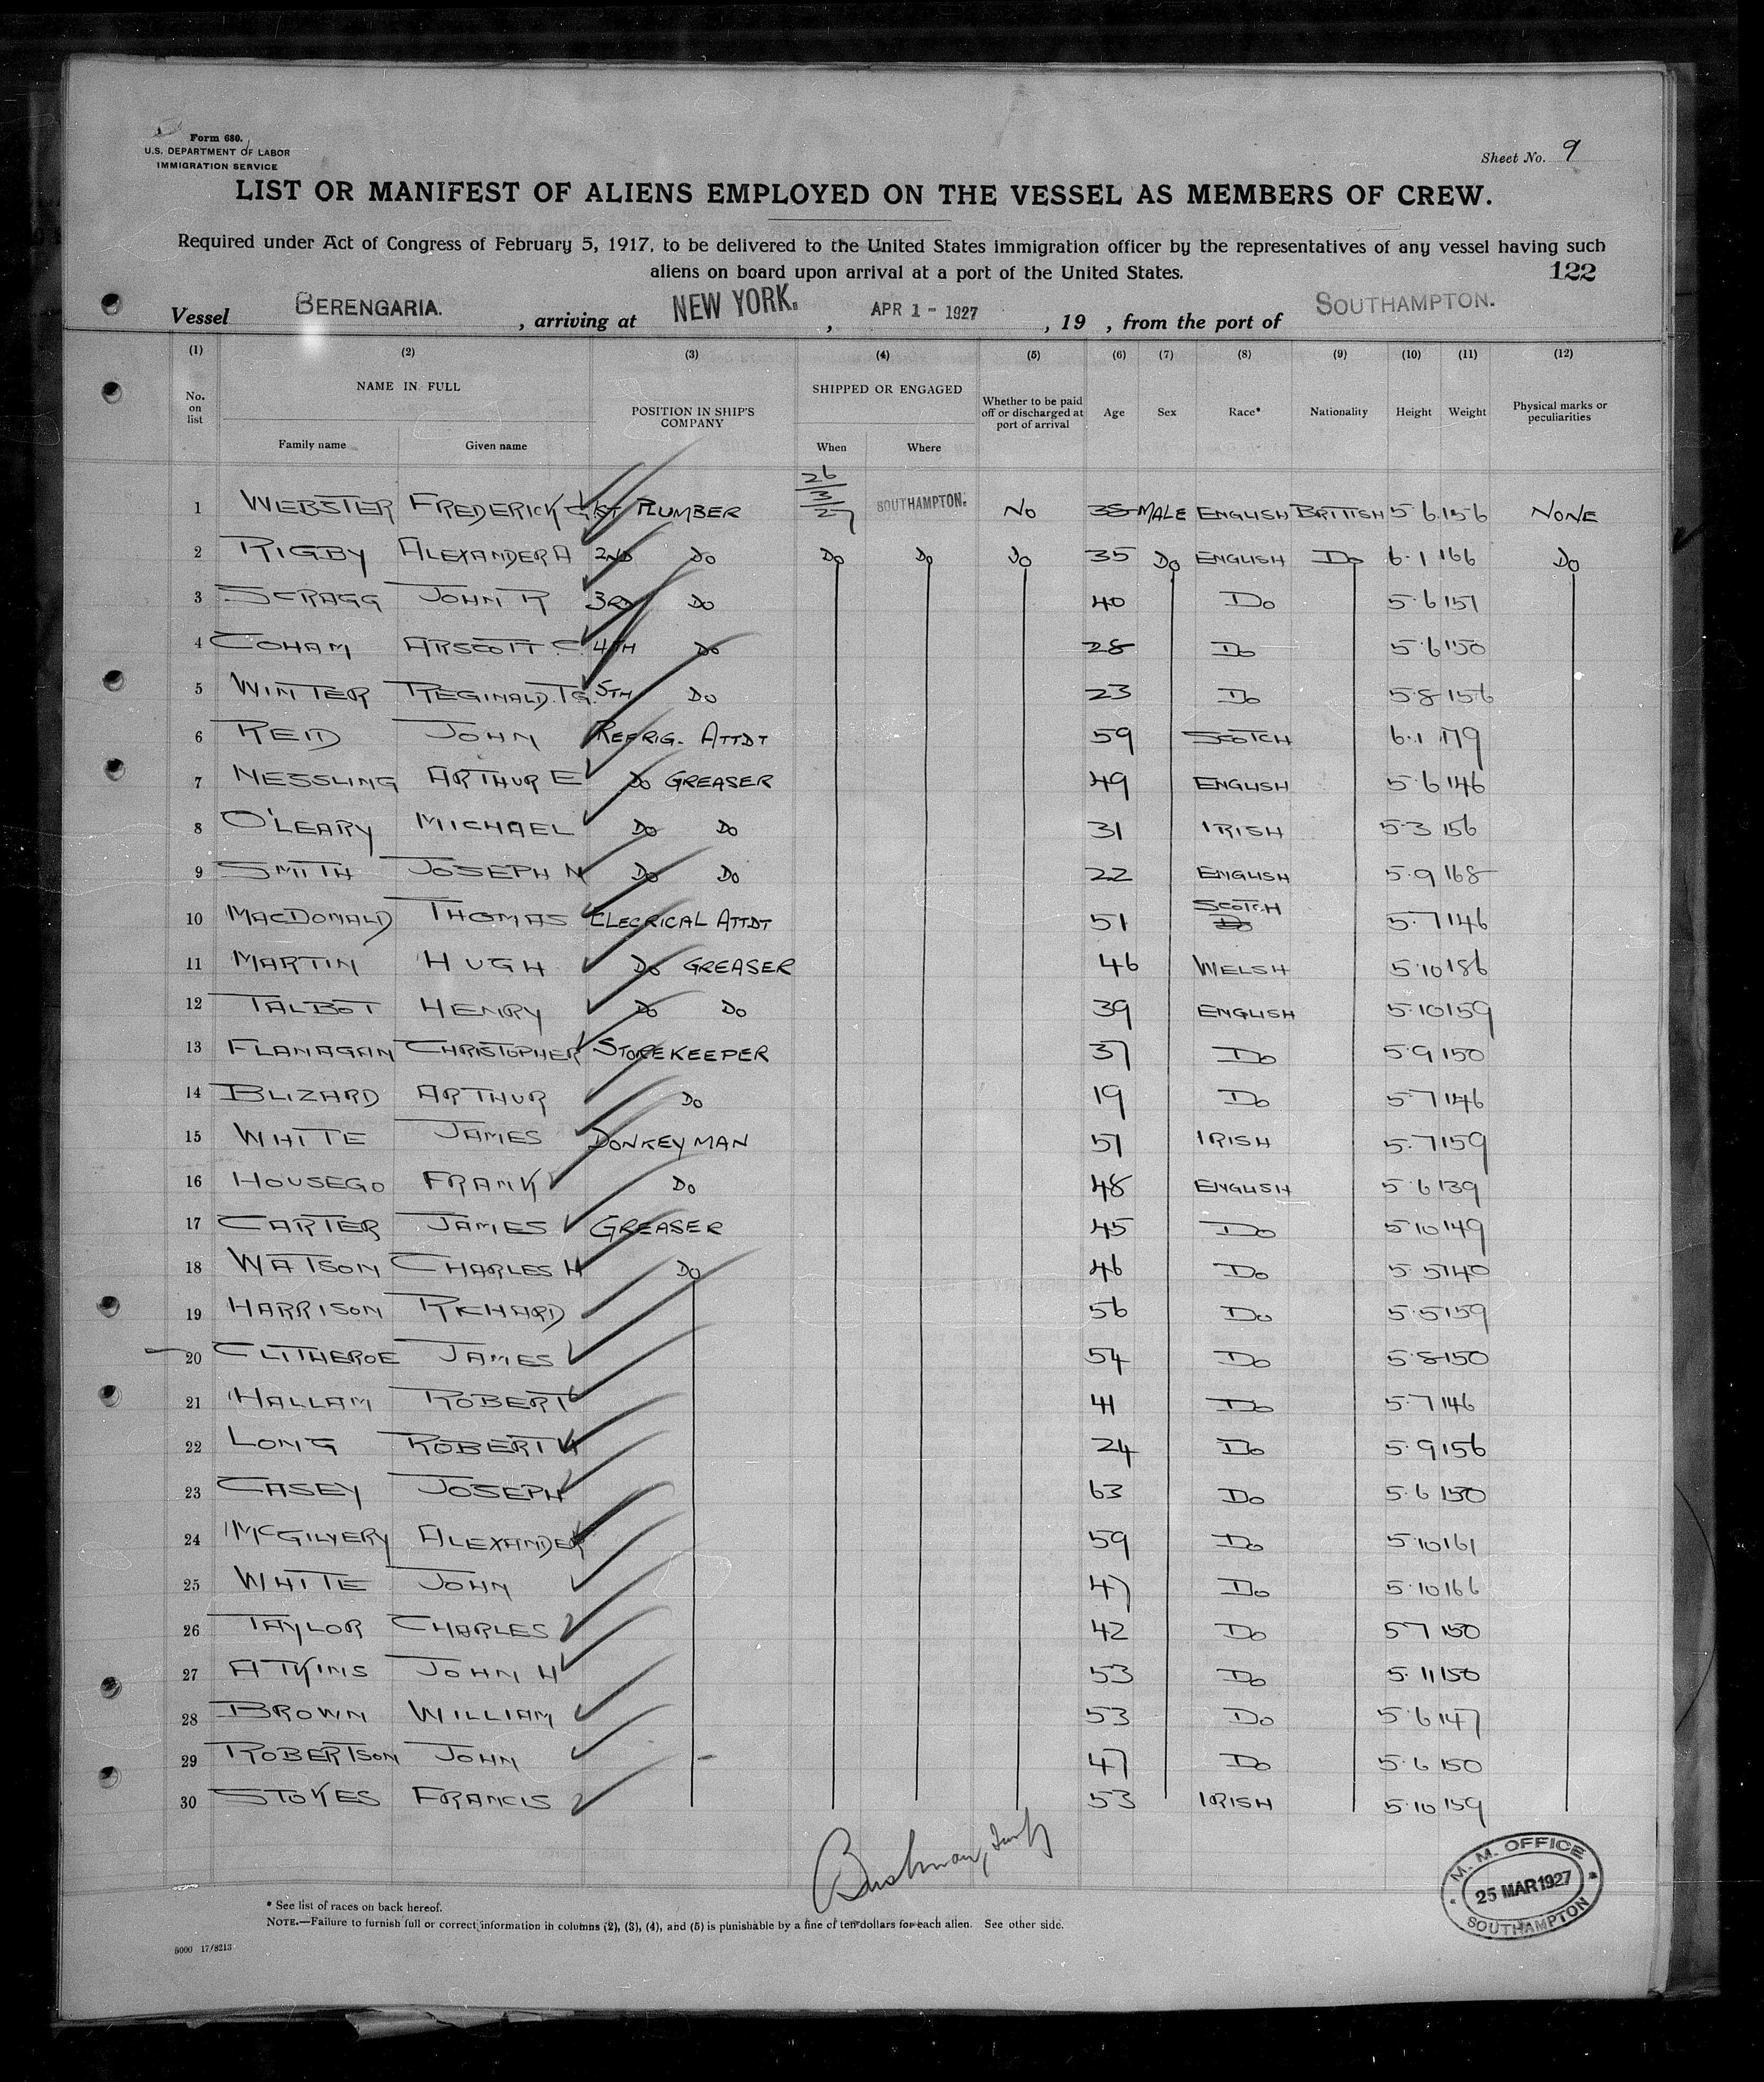 Form 680.
U.S. DEPARTMENT OF LABOR
IMMIGRATION SERVICE
Sheet No. 9
LIST OR MANIFEST OF ALIENS EMPLOYED ON THE VESSEL AS MEMBERS OF CREW.
Required under Act of Congress of February 5, 1917, to be delivered to the United States immigration officer by the representatives of any vessel having such
aliens on board upon arrival at a port of the United States.
122
Vessel BERENGARIA. , arriving at NEW YORK. , APR 1 - 1927 , 19 , from the port of SOUTHAMPTON.
(1) (2) (3) (4) (5) (6) (7) (8) (9) (10) (11) (12)
No. on list NAME IN FULL Family name Given name POSITION IN SHIP'S COMPANY SHIPPED OR ENGAGED When Where Whether to be paid off or discharged at port of arrival Age Sex Race* Nationality Height Weight Physical marks or peculiarities
1 WEBSTER FREDERICK 1ST PLUMBER 26/3/27 SOUTHAMPTON. NO 38 MALE ENGLISH BRITISH 5 6 156 NONE
2 RIGBY ALEXANDER A 2ND DO DO DO DO 35 DO ENGLISH DO 6.1 166 DO
3 SCRAGG JOHN R 3RD DO 40 DO 5.6 151
4 COHAM ARSCOTT C. 4TH DO 28 DO 5.6 150
5 WINTER REGINALD.T.G. 5TH DO 23 DO 5.8 156
6 REID JOHN REFRIG. ATTDT 59 SCOTCH 6.1 179
7 NESSLING ARTHUR E DO GREASER 49 ENGLISH 5.6 146
8 O'LEARY MICHAEL DO DO 31 IRISH 5.3 156
9 SMITH JOSEPH N DO DO 22 ENGLISH 5.9 168
10 MACDONALD THOMAS ELECRICAL ATTDT 51 SCOTCH DO 5.7 146
11 MARTIN HUGH DO GREASER 46 WELSH 5.10 186
12 TALBOT HENRY DO DO 39 ENGLISH 5.10 159
13 FLANAGAN CHRISTOPHER STOREKEEPER 37 DO 5.9 150
14 BLIZARD ARTHUR DO 19 DO 5.7 146
15 WHITE JAMES DONKEYMAN 51 IRISH 5.7 159
16 HOUSEGO FRANK DO 48 ENGLISH 5.6 139
17 CARTER JAMES GREASER 45 DO 5.10 149
18 WATSON CHARLES H DO 46 DO 5.5 140
19 HARRISON RICHARD 56 DO 5.5 159
20 CLITHEROE JAMES 54 DO 5.8 150
21 HALLAM ROBERT 41 DO 5.7 146
22 LONG ROBERT H 24 DO 5.9 156
23 CASEY JOSEPH 63 DO 5.6 150
24 MCGILVERY ALEXANDER 59 DO 5.10 161
25 WHITE JOHN 47 DO 5.10 166
26 TAYLOR CHARLES 42 DO 5 7 150
27 ATKINS JOHN H 53 DO 5.11 150
28 BROWN WILLIAM 53 DO 5.6 147
29 ROBERTSON JOHN 47 DO 5.6 150
30 STOKES FRANCIS 53 IRISH 5.10 159
M. M. OFFICE
25 MAR 1927
SOUTHAMPTON
* See list of races on back hereof.
NOTE.—Failure to furnish full or correct information in columns (2), (3), (4), and (5) is punishable by a fine of ten dollars for each alien. See other side.
5000 17/8213